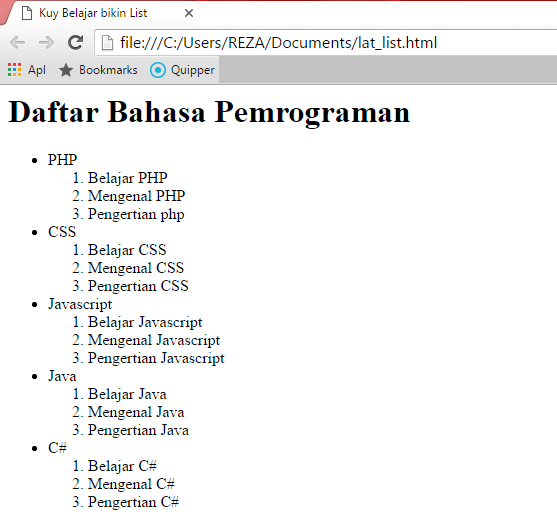 Kuy Belajar bikin List
file:///C:/Users/REZA/Documents/lat_list.html
Apl Bookmarks Quipper
Daftar Bahasa Pemrograman
• PHP
1. Belajar PHP
2. Mengenal PHP
3. Pengertian php
• CSS
1. Belajar CSS
2. Mengenal CSS
3. Pengertian CSS
• Javascript
1. Belajar Javascript
2. Mengenal Javascript
3. Pengertian Javascript
• Java
1. Belajar Java
2. Mengenal Java
3. Pengertian Java
• C#
1. Belajar C#
2. Mengenal C#
3. Pengertian C#